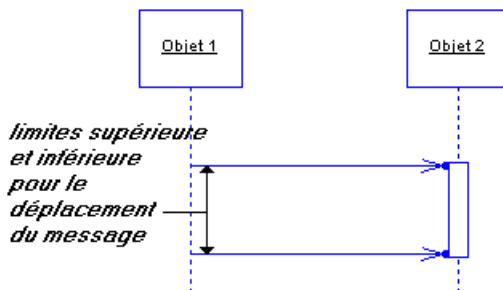 Objet 1
Objet 2
limites supérieure
et inférieure
pour le
déplacement
du message